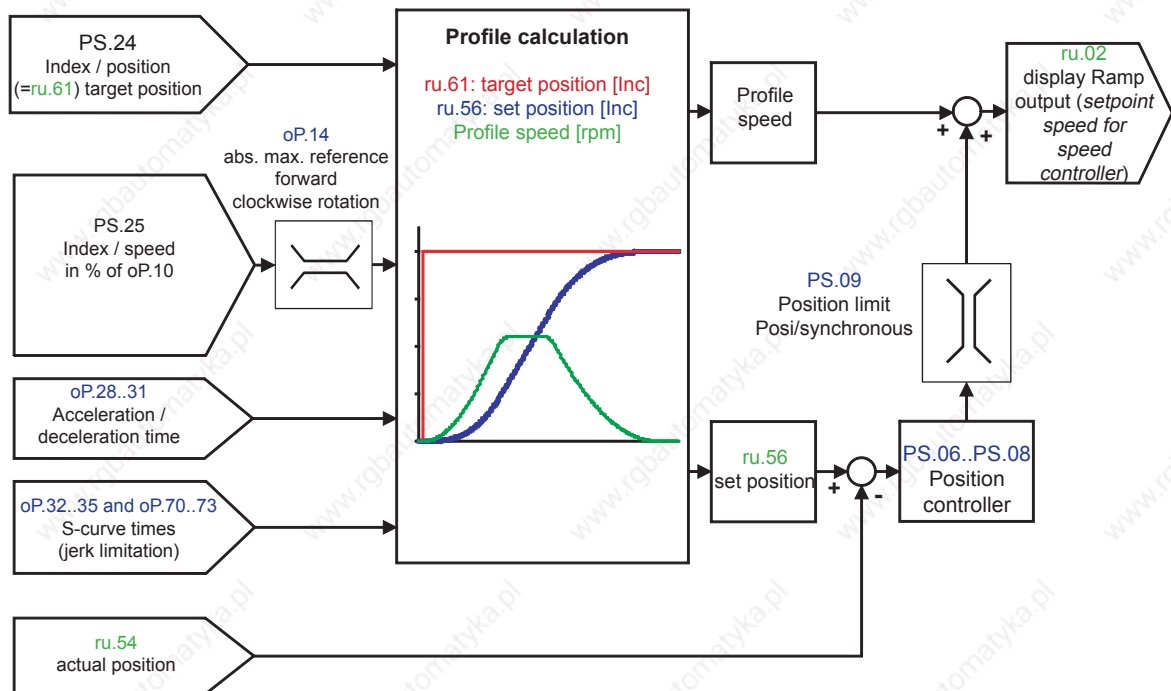 PS.24
Index / position
(=ru.61) target position
PS.25
Index / speed
in % of oP.10
oP.14
abs. max. reference
forward
clockwise rotation
oP.28..31
Acceleration /
deceleration time
oP.32..35 and oP.70..73
S-curve times
(jerk limitation)
ru.54
actual position
Profile calculation
ru.61: target position [Inc]
ru.56: set position [Inc]
Profile speed [rpm]
Profile
speed
ru.56
set position
+
-
PS.06..PS.08
Position
controller
PS.09
Position limit
Posi/synchronous
+
+
ru.02
display Ramp
output (setpoint
speed for
speed
controller)
www.rgbautomatyka.pl